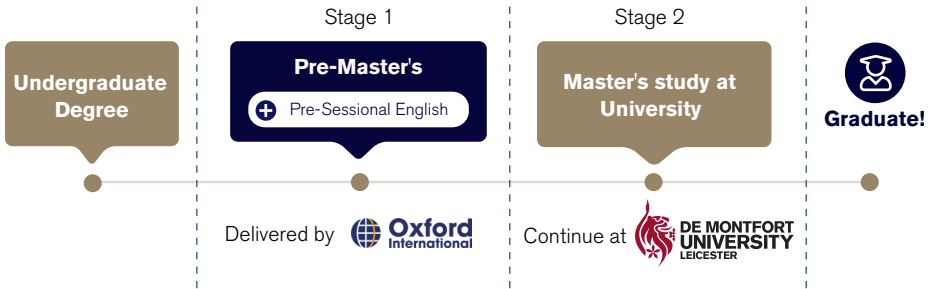 Stage 1
Stage 2
Undergraduate
Degree
Pre-Master's
Pre-Sessional English
Master's study at
University
Graduate!
Delivered by
Oxford
International
Continue at
DE MONTFORT
UNIVERSITY
LEICESTER